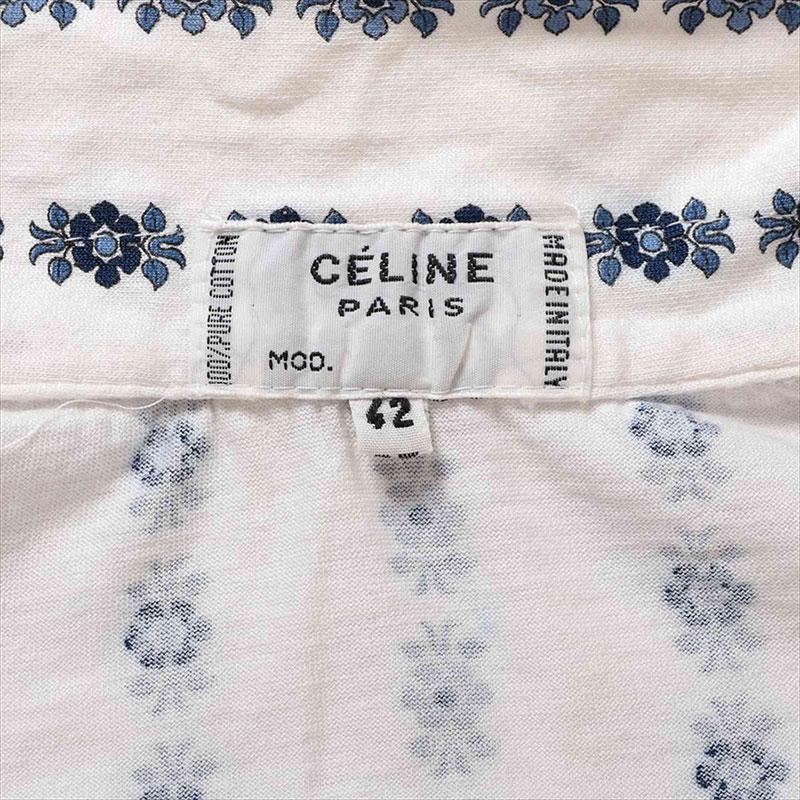 CÉLINE
PARIS
MOD.
100%PURE COTTON
MADE IN ITALY
42